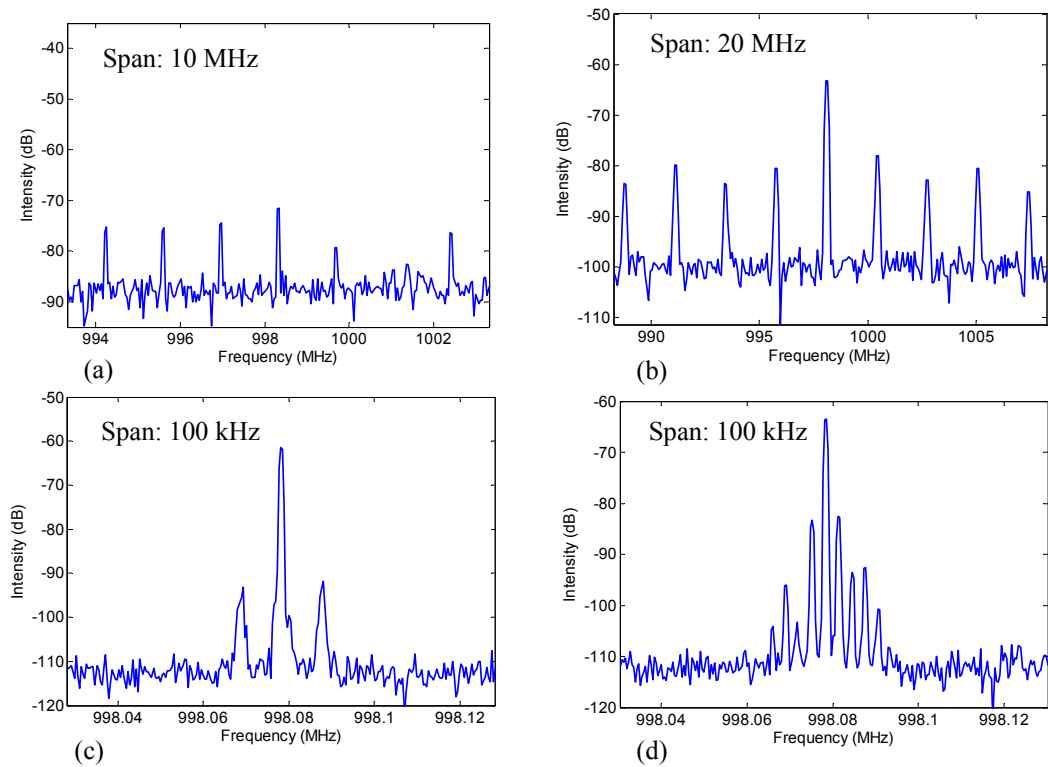 Span: 10 MHz
-40
-50
-60
-70
-80
-90
Intensity (dB)
994 996 998 1000 1002
Frequency (MHz)
(a)
Span: 20 MHz
-50
-60
-70
-80
-90
-100
-110
Intensity (dB)
990 995 1000 1005
Frequency (MHz)
(b)
Span: 100 kHz
-50
-60
-70
-80
-90
-100
-110
-120
Intensity (dB)
998.04 998.06 998.08 998.1 998.12
Frequency (MHz)
(c)
Span: 100 kHz
-60
-70
-80
-90
-100
-110
-120
Intensity (dB)
998.04 998.06 998.08 998.1 998.12
Frequency (MHz)
(d)